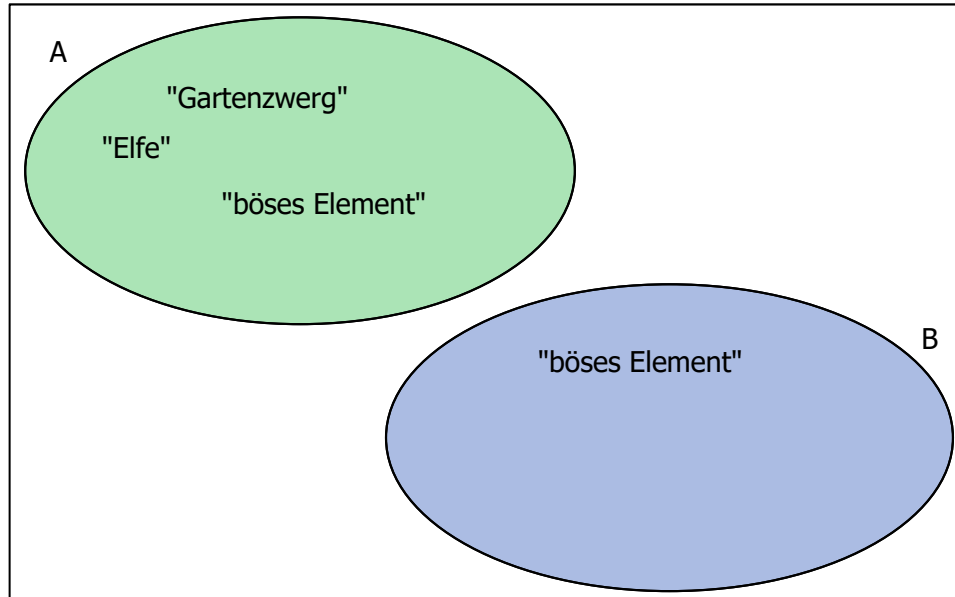 A
"Gartenzwerg"
"Elfe"
"böses Element"
B
"böses Element"